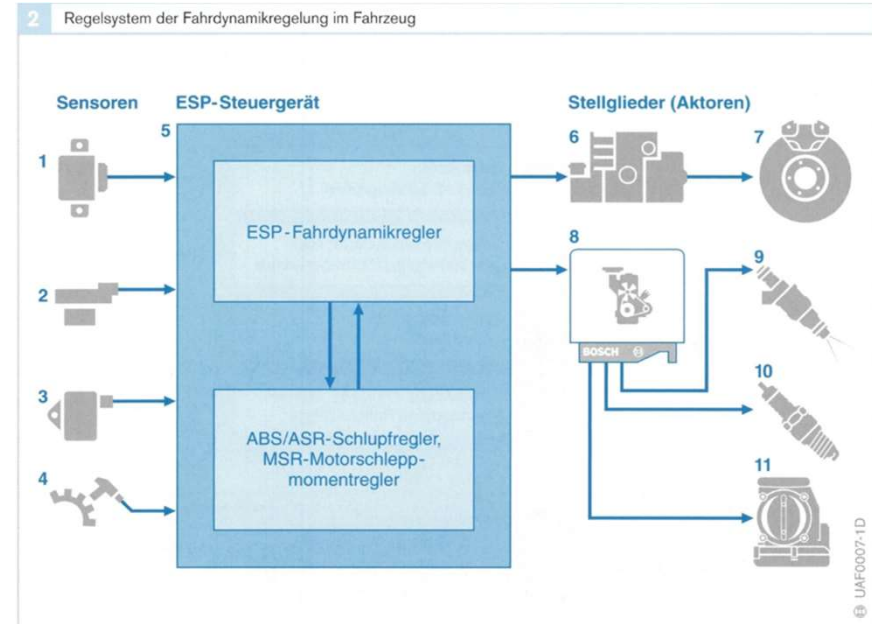 2 Regelsystem der Fahrdynamikregelung im Fahrzeug
Sensoren
ESP-Steuergerät
Stellglieder (Aktoren)
1
2
3
4
5
ESP-Fahrdynamikregler
ABS/ASR-Schlupfregler,
MSR-Motorschlepp-
momentregler
6
7
8
BOSCH
9
10
11
UAF0007-1D